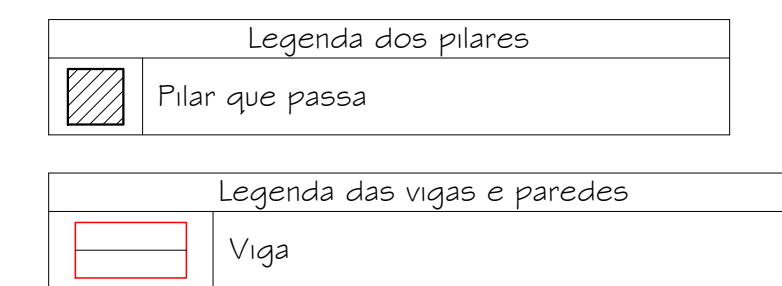 Legenda dos pilares
Pilar que passa
Legenda das vigas e paredes
Viga